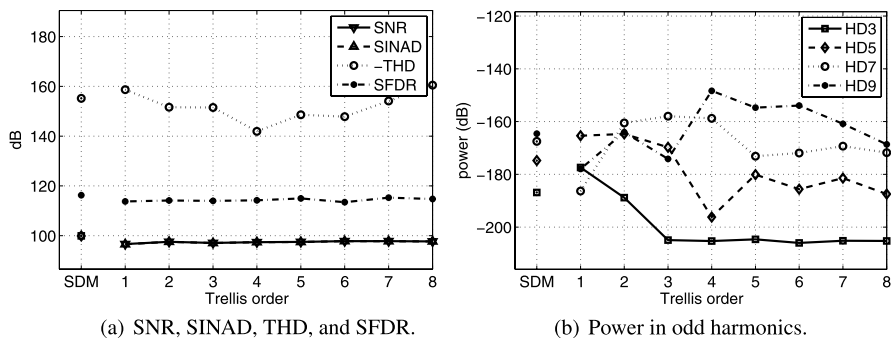 180
160
140
120
100
dB
SNR
SINAD
-THD
SFDR
SDM 1 2 3 4 5 6 7 8
Trellis order
(a) SNR, SINAD, THD, and SFDR.
−120
−140
−160
−180
−200
power (dB)
HD3
HD5
HD7
HD9
SDM 1 2 3 4 5 6 7 8
Trellis order
(b) Power in odd harmonics.